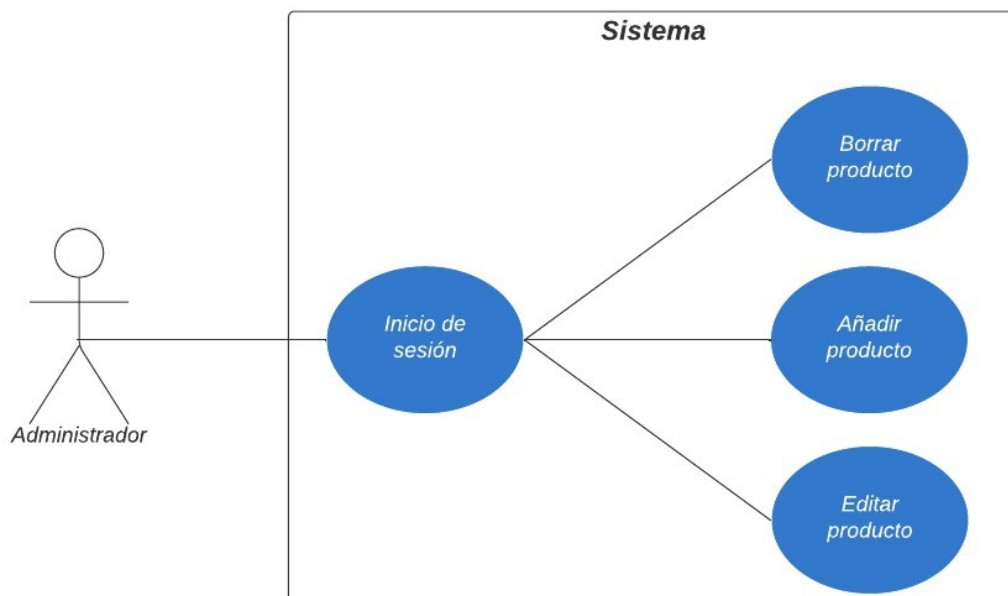 Sistema
Borrar
producto
Inicio de
sesión
Añadir
producto
Administrador
Editar
producto